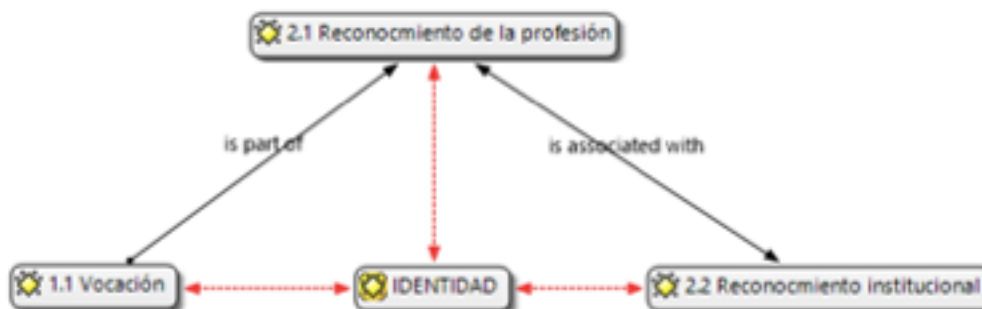 2.1 Reconocmiento de la profesión
is part of
is associated with
1.1 Vocación
IDENTIDAD
2.2 Reconocmiento institucional